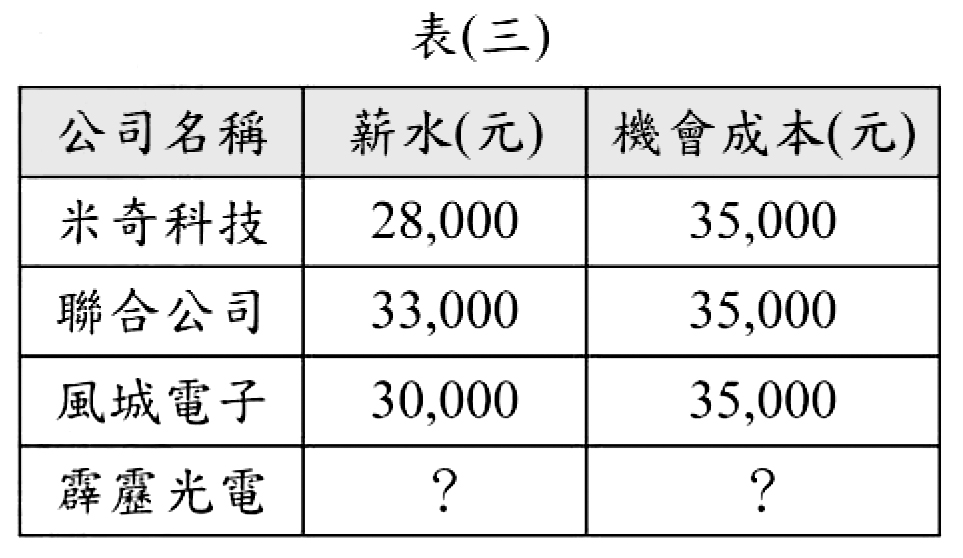 表(三)
公司名稱 薪水(元) 機會成本(元)
米奇科技 28,000 35,000
聯合公司 33,000 35,000
風城電子 30,000 35,000
霹靂光電 ? ?